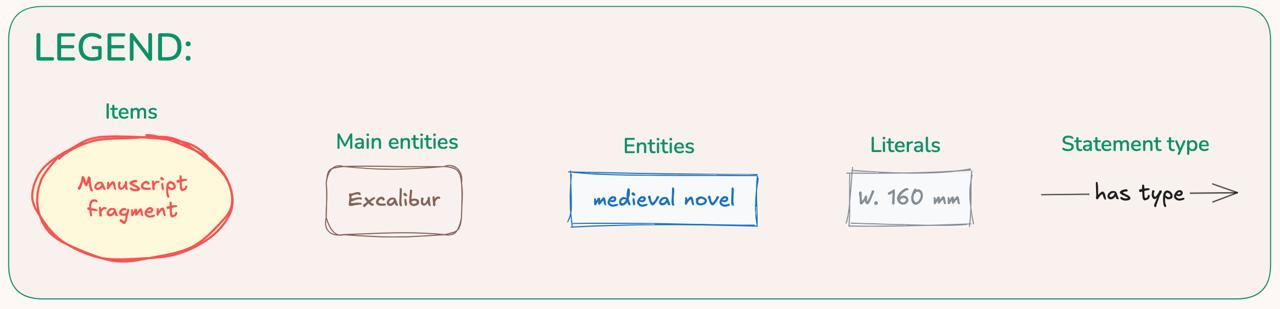 LEGEND:
Items
Main entities
Entities
Literals
Statement type
Manuscript
fragment
Excalibur
medieval novel
W. 160 mm
has type